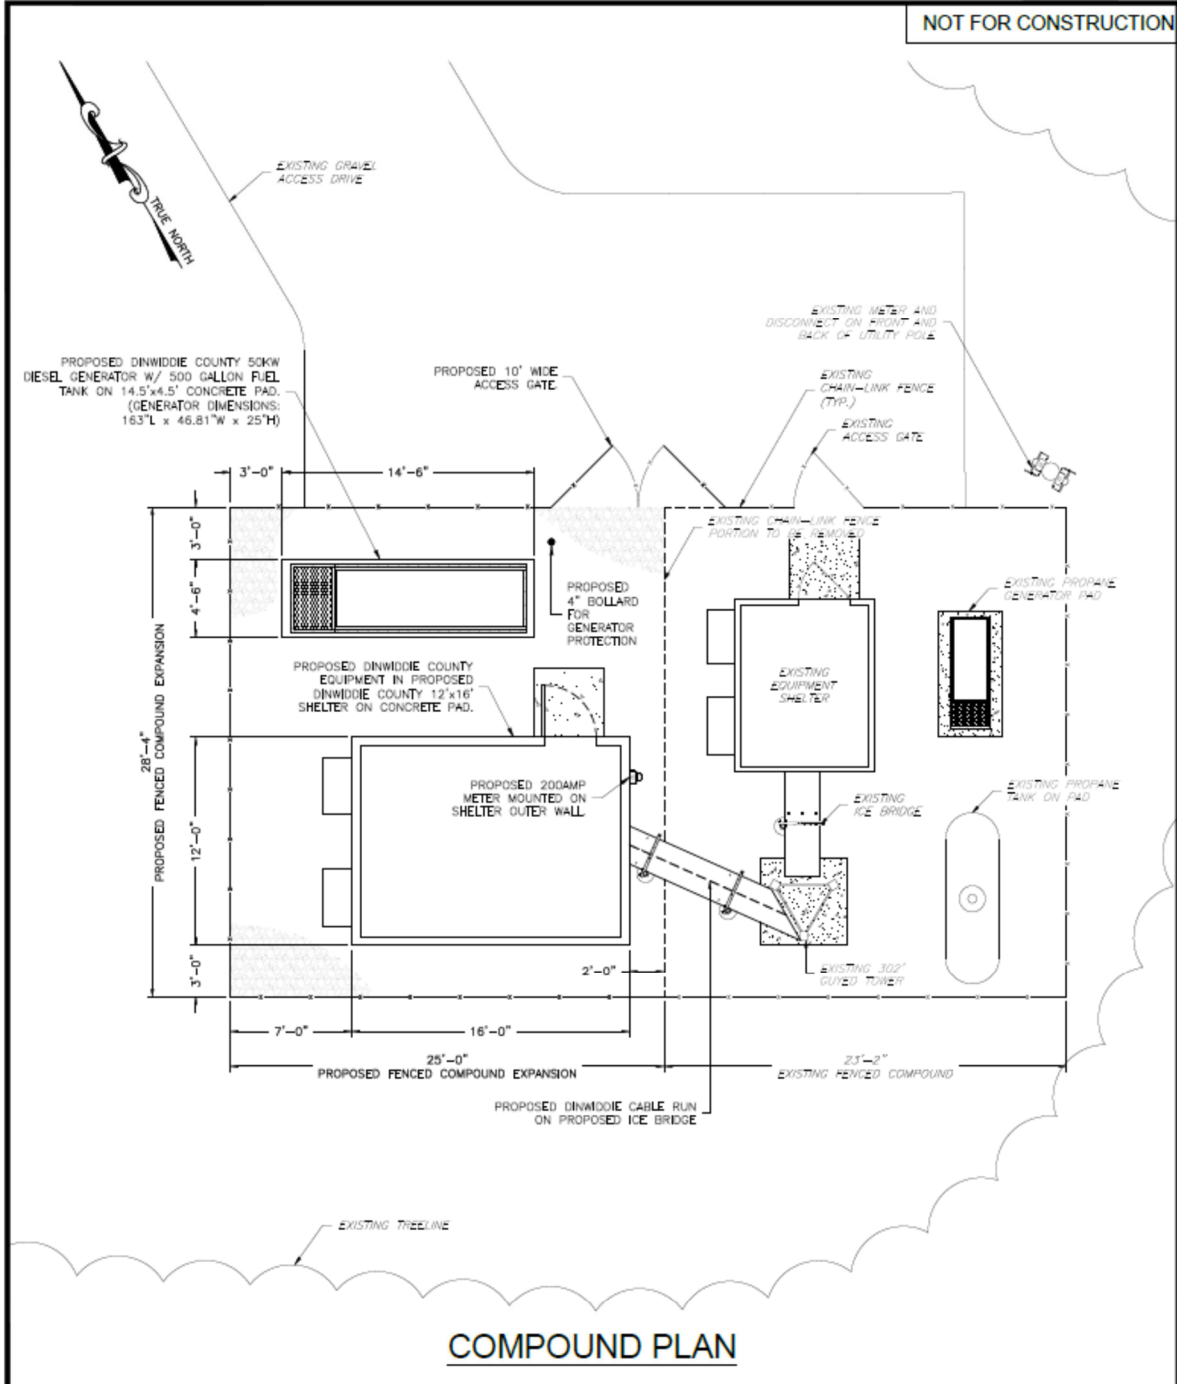 NOT FOR CONSTRUCTION
TRUE NORTH
EXISTING GRAVEL
ACCESS DRIVE
EXISTING METER AND
DISCONNECT ON FRONT AND
BACK OF UTILITY POLE
PROPOSED DINWIDDIE COUNTY 50KW
DIESEL GENERATOR W/ 500 GALLON FUEL
TANK ON 14.5'x4.5' CONCRETE PAD.
(GENERATOR DIMENSIONS:
163"L x 46.81"W x 25"H)
PROPOSED 10' WIDE
ACCESS GATE
EXISTING
CHAIN-LINK FENCE
(TYP.)
EXISTING
ACCESS GATE
3'-0"
14'-6"
3'-0"
4'-6"
EXISTING CHAIN-LINK FENCE
PORTION TO BE REMOVED
PROPOSED
4" BOLLARD
FOR
GENERATOR
PROTECTION
EXISTING PROPANE
GENERATOR PAD
PROPOSED DINWIDDIE COUNTY
EQUIPMENT IN PROPOSED
DINWIDDIE COUNTY 12'x16'
SHELTER ON CONCRETE PAD.
EXISTING
EQUIPMENT
SHELTER
28'-4"
PROPOSED FENCED COMPOUND EXPANSION
12'-0"
PROPOSED 200AMP
METER MOUNTED ON
SHELTER OUTER WALL
EXISTING
ICE BRIDGE
EXISTING PROPANE
TANK ON PAD
3'-0"
2'-0"
EXISTING 302'
GUYED TOWER
7'-0"
16'-0"
25'-0"
PROPOSED FENCED COMPOUND EXPANSION
23'-2"
EXISTING FENCED COMPOUND
PROPOSED DINWIDDIE CABLE RUN
ON PROPOSED ICE BRIDGE
EXISTING TREELINE
COMPOUND PLAN